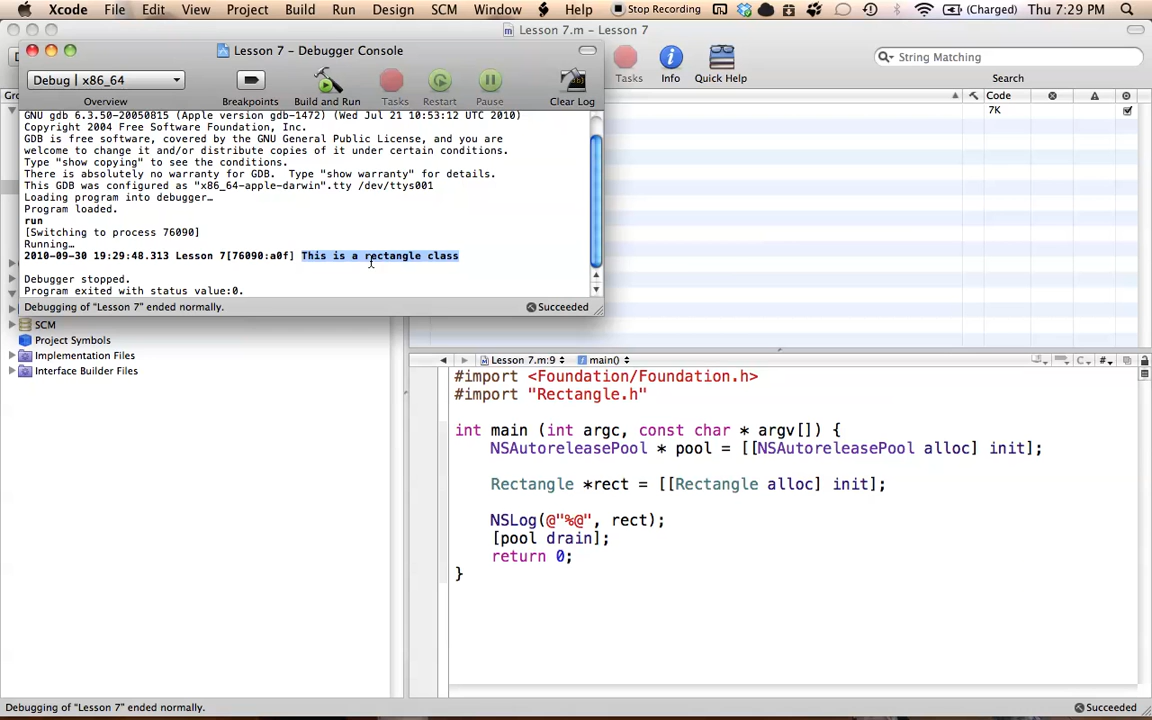 Xcode File Edit View Project Build Run Design SCM Window Help Stop Recording (Charged) Thu 7:29 PM
Lesson 7.m - Lesson 7
Lesson 7 – Debugger Console
Debug | x86_64
Overview Breakpoints Build and Run Tasks Restart Pause Clear Log
Tasks Info Quick Help
String Matching
Search
Code
7K
GNU gdb 6.3.50-20050815 (Apple version gdb-1472) (Wed Jul 21 10:53:12 UTC 2010)
Copyright 2004 Free Software Foundation, Inc.
GDB is free software, covered by the GNU General Public License, and you are
welcome to change it and/or distribute copies of it under certain conditions.
Type "show copying" to see the conditions.
There is absolutely no warranty for GDB.  Type "show warranty" for details.
This GDB was configured as "x86_64-apple-darwin".tty /dev/ttys001
Loading program into debugger…
Program loaded.
run
[Switching to process 76090]
Running…
2010-09-30 19:29:48.313 Lesson 7[76090:a0f] This is a rectangle class
Debugger stopped.
Program exited with status value:0.
Debugging of "Lesson 7" ended normally. Succeeded
SCM
Project Symbols
Implementation Files
Interface Builder Files
Lesson 7.m:9 main()
#import <Foundation/Foundation.h>
#import "Rectangle.h"
int main (int argc, const char * argv[]) {
NSAutoreleasePool * pool = [[NSAutoreleasePool alloc] init];
Rectangle *rect = [[Rectangle alloc] init];
NSLog(@"%@", rect);
[pool drain];
return 0;
}
Debugging of "Lesson 7" ended normally. Succeeded